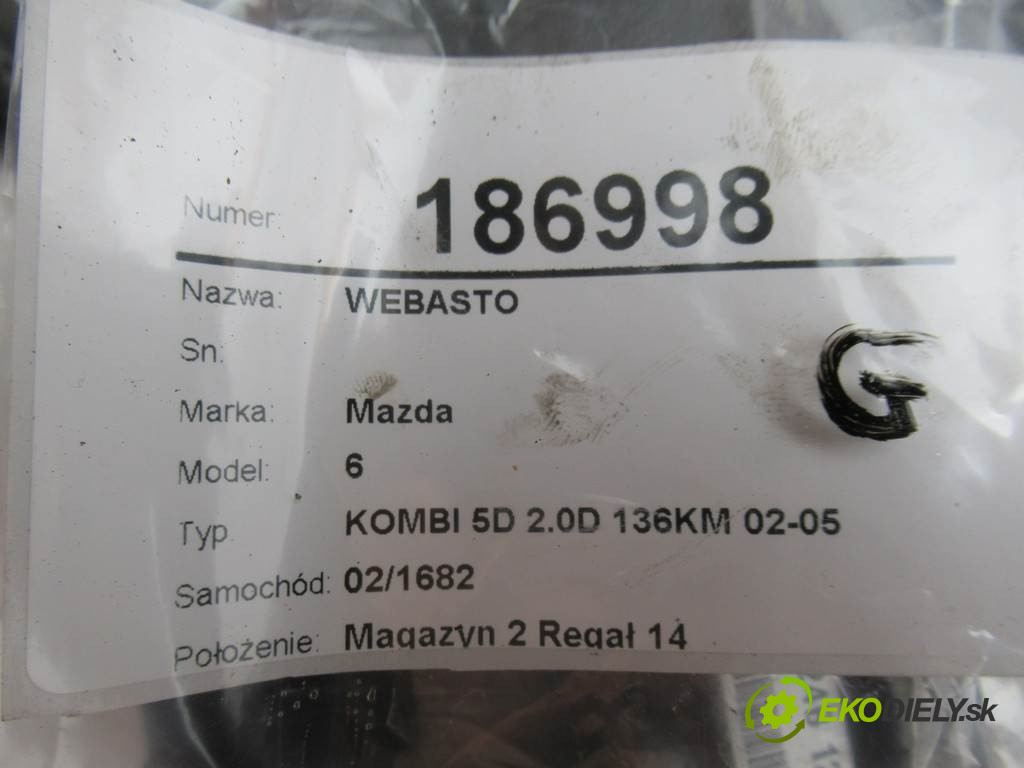 Numer: 186998
Nazwa: WEBASTO
Sn:
Marka: Mazda
G
Model: 6
Typ KOMBI 5D 2.0D 136KM 02-05
Samochód: 02/1682
Położenie: Magazyn 2 Regał 14
EKODIELY.sk